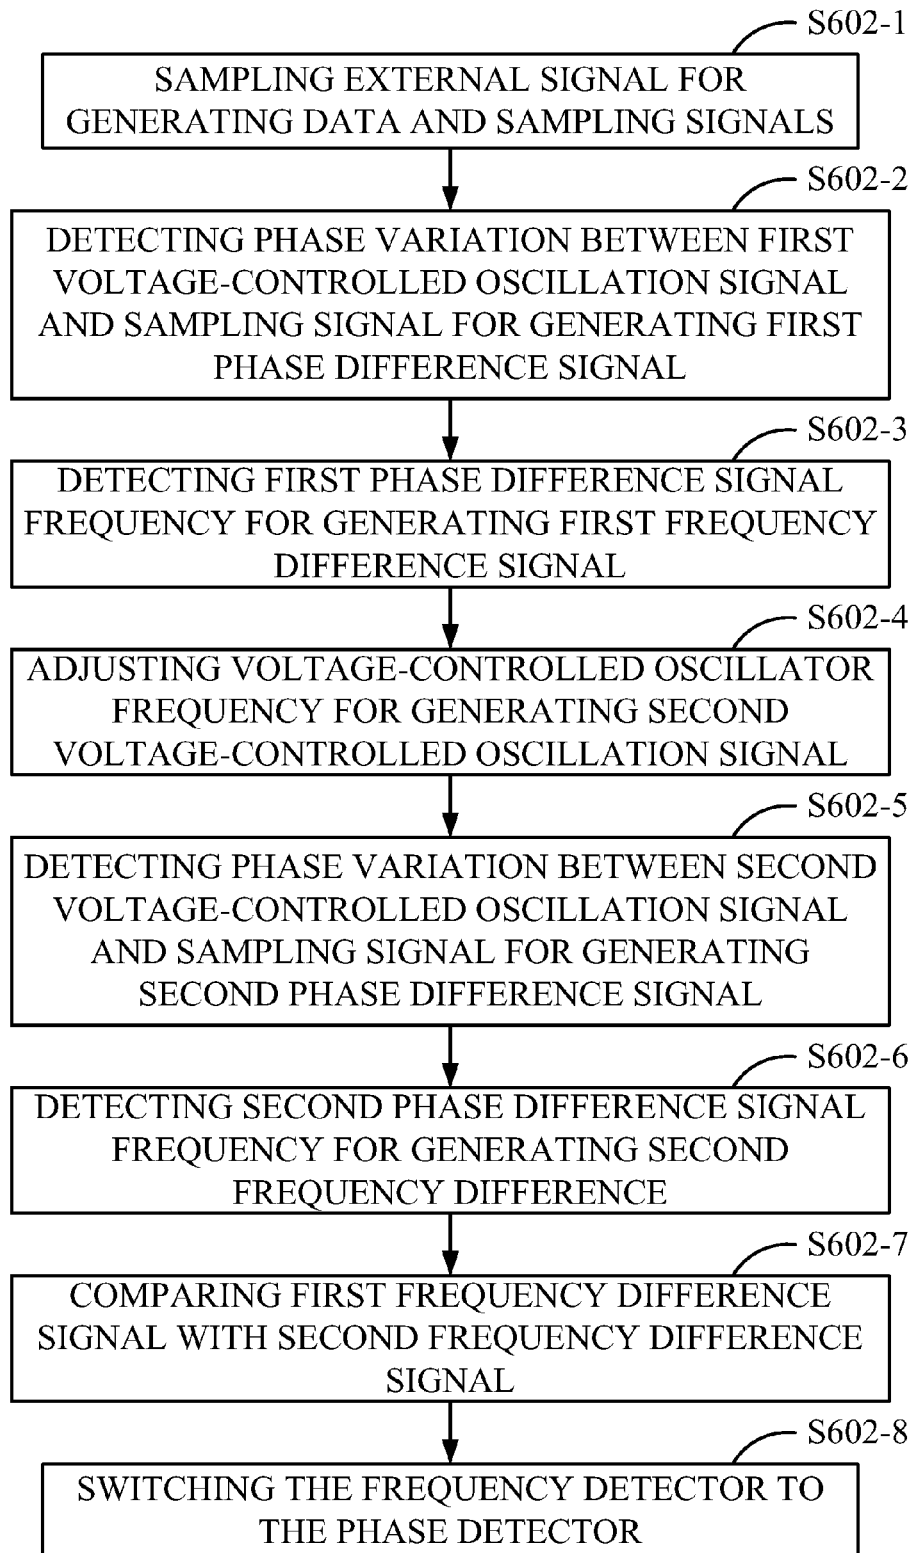 S602-1
SAMPLING EXTERNAL SIGNAL FOR
GENERATING DATA AND SAMPLING SIGNALS
S602-2
DETECTING PHASE VARIATION BETWEEN FIRST
VOLTAGE-CONTROLLED OSCILLATION SIGNAL
AND SAMPLING SIGNAL FOR GENERATING FIRST
PHASE DIFFERENCE SIGNAL
S602-3
DETECTING FIRST PHASE DIFFERENCE SIGNAL
FREQUENCY FOR GENERATING FIRST FREQUENCY
DIFFERENCE SIGNAL
S602-4
ADJUSTING VOLTAGE-CONTROLLED OSCILLATOR
FREQUENCY FOR GENERATING SECOND
VOLTAGE-CONTROLLED OSCILLATION SIGNAL
S602-5
DETECTING PHASE VARIATION BETWEEN SECOND
VOLTAGE-CONTROLLED OSCILLATION SIGNAL
AND SAMPLING SIGNAL FOR GENERATING
SECOND PHASE DIFFERENCE SIGNAL
S602-6
DETECTING SECOND PHASE DIFFERENCE SIGNAL
FREQUENCY FOR GENERATING SECOND
FREQUENCY DIFFERENCE
S602-7
COMPARING FIRST FREQUENCY DIFFERENCE
SIGNAL WITH SECOND FREQUENCY DIFFERENCE
SIGNAL
S602-8
SWITCHING THE FREQUENCY DETECTOR TO
THE PHASE DETECTOR